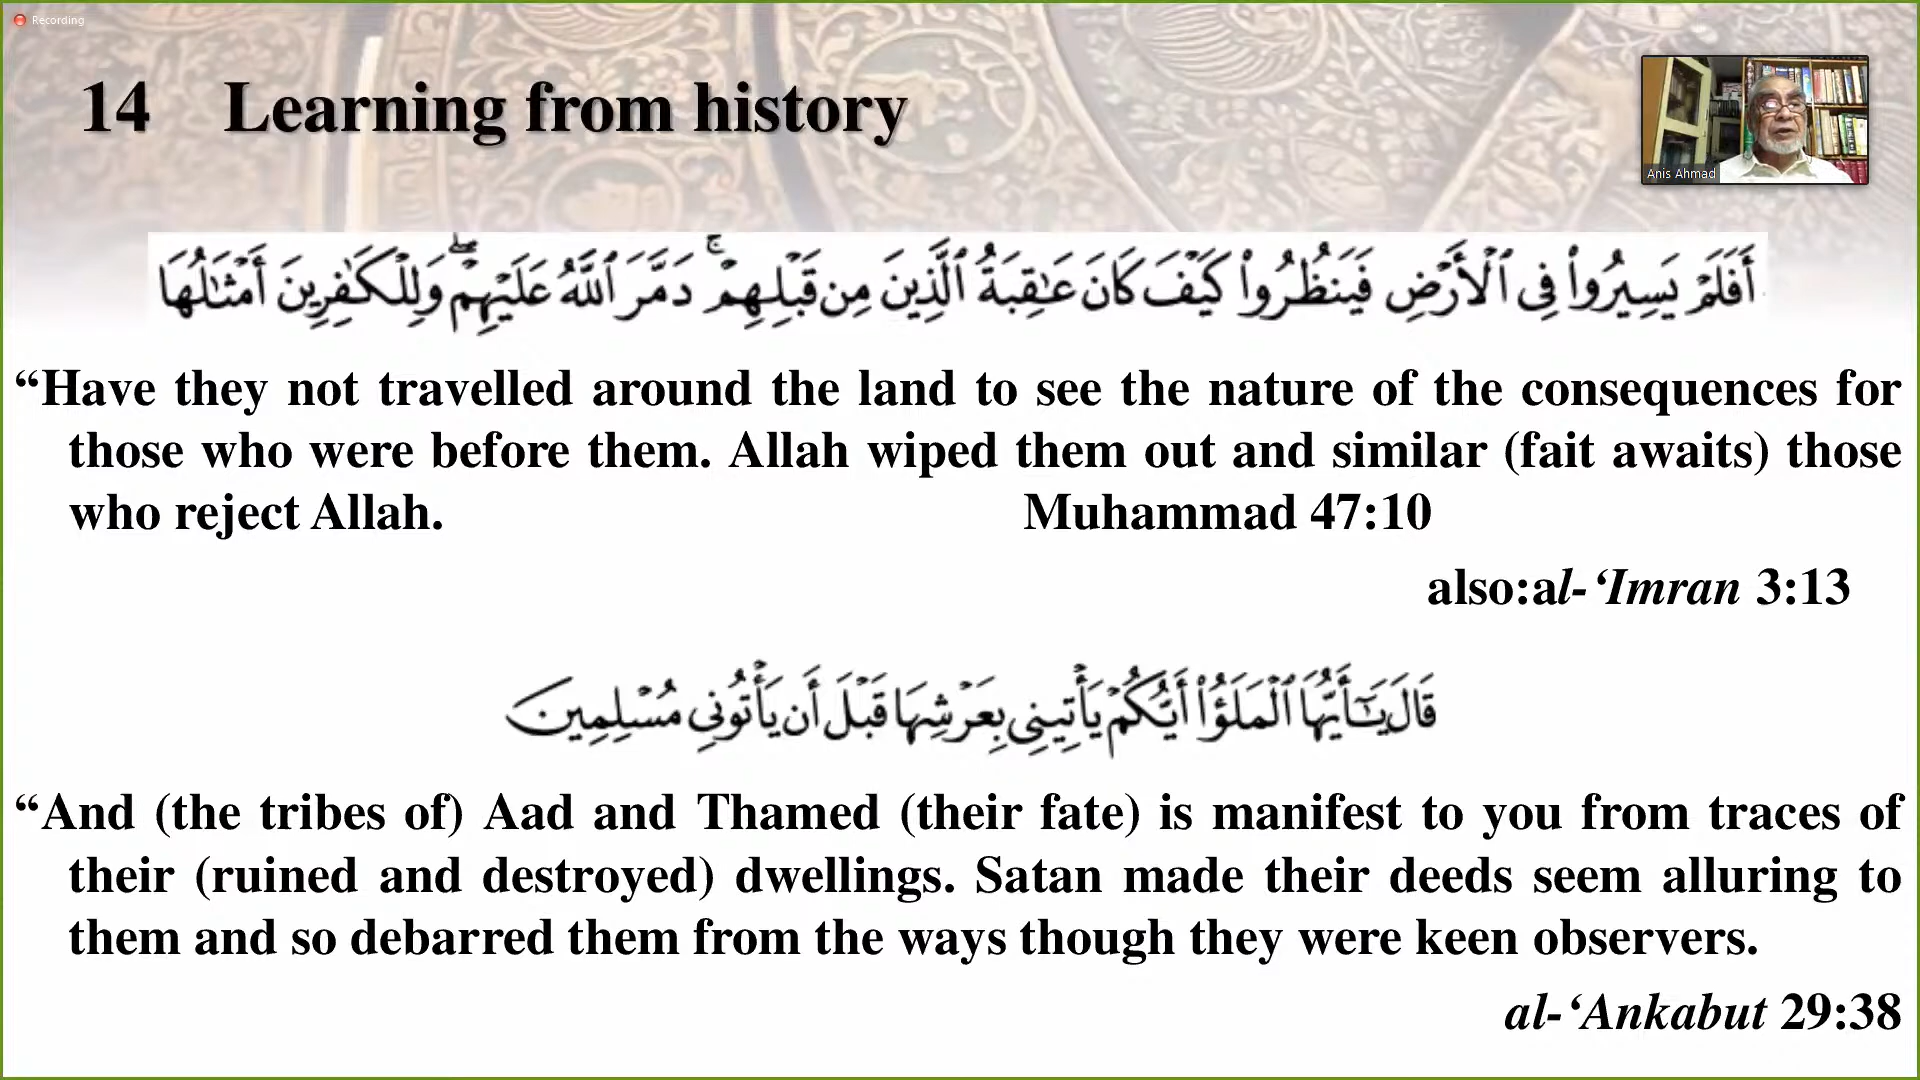 Recording
14 Learning from history
Anis Ahmad
أَفَلَمْ يَسِيرُوا۟ فِى ٱلْأَرْضِ فَيَنظُرُوا۟ كَيْفَ كَانَ عَـٰقِبَةُ ٱلَّذِينَ مِن قَبْلِهِمْ ۚ دَمَّرَ ٱللَّهُ عَلَيْهِمْ ۖ وَلِلْكَـٰفِرِينَ أَمْثَـٰلُهَا
“Have they not travelled around the land to see the nature of the consequences for
those who were before them. Allah wiped them out and similar (fait awaits) those
who reject Allah. Muhammad 47:10
also:al-‘Imran 3:13
قَالَ يَـٰٓأَيُّهَا ٱلْمَلَؤُا۟ أَيُّكُمْ يَأْتِينِى بِعَرْشِهَا قَبْلَ أَن يَأْتُونِى مُسْلِمِينَ
“And (the tribes of) Aad and Thamed (their fate) is manifest to you from traces of
their (ruined and destroyed) dwellings. Satan made their deeds seem alluring to
them and so debarred them from the ways though they were keen observers.
al-‘Ankabut 29:38